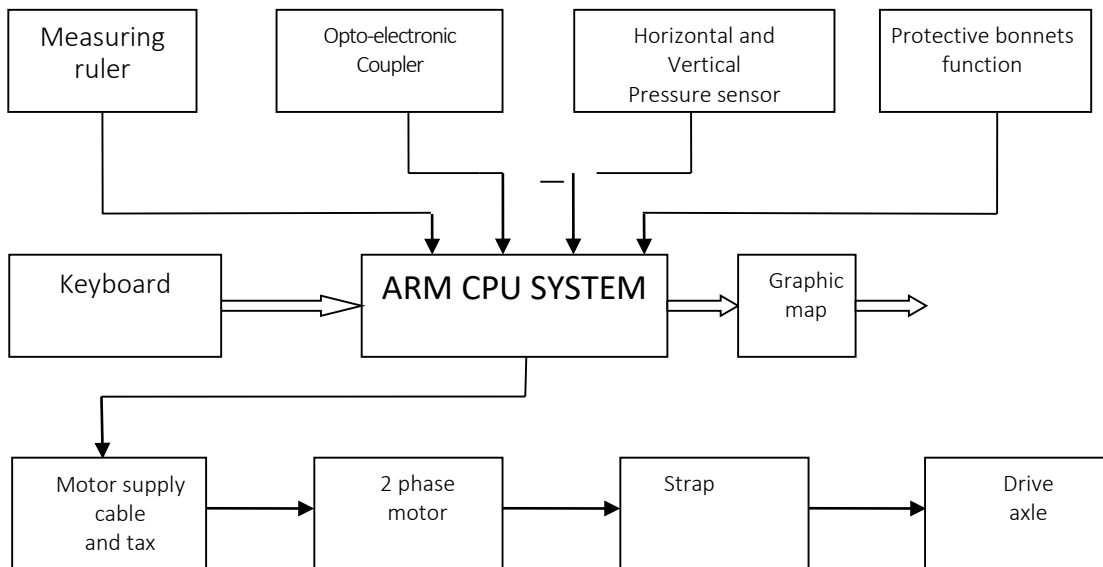 Measuring
ruler
Opto-electronic
Coupler
Horizontal and
Vertical
Pressure sensor
Protective bonnets
function
Keyboard
ARM CPU SYSTEM
Graphic
map
Motor supply
cable
and tax
2 phase
motor
Strap
Drive
axle